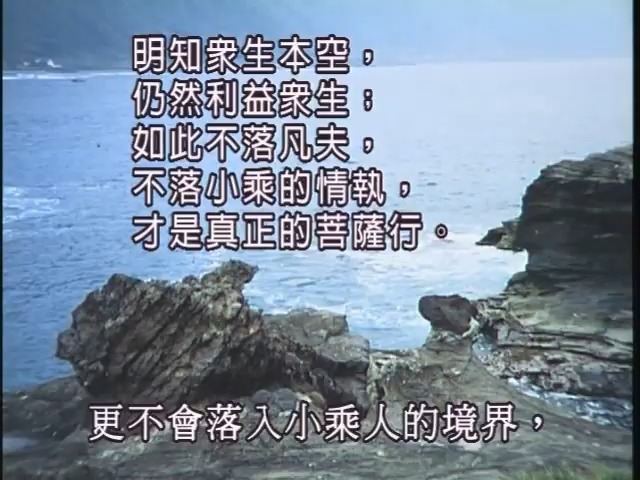 明知衆生本空，
仍然利益衆生；
如此不落凡夫，
不落小乘的情執，
才是真正的菩薩行。
更不會落入小乘人的境界，